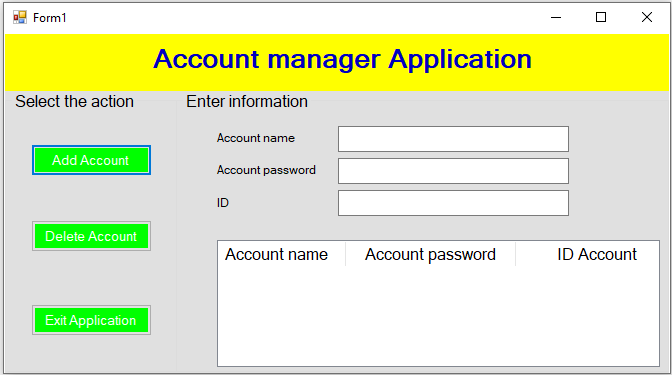 Form1
Account manager Application
Select the action
Enter information
Account name
Add Account
Account password
ID
Delete Account
Account name Account password ID Account
Exit Application